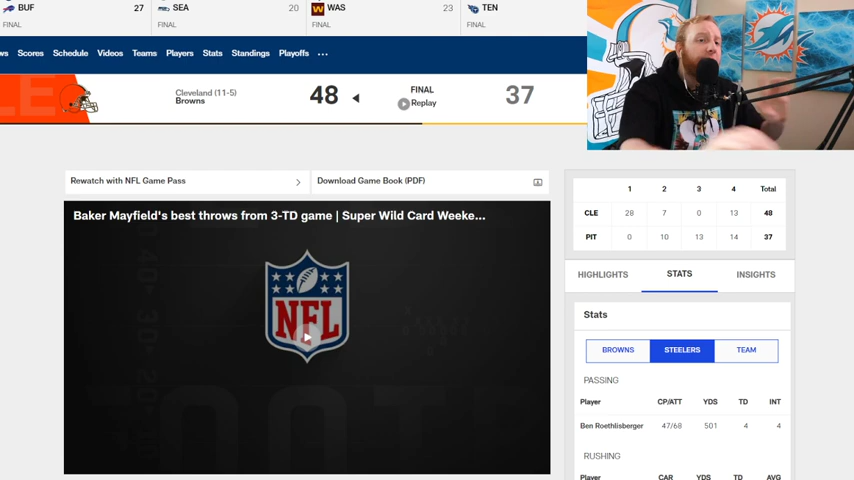 BUF 27 SEA 20 WAS 23 TEN
FINAL FINAL FINAL FINAL
ws Scores Schedule Videos Teams Players Stats Standings Playoffs ...
Cleveland (11-5)
Browns
48
FINAL
Replay
37
Rewatch with NFL Game Pass
Download Game Book (PDF)
Baker Mayfield's best throws from 3-TD game | Super Wild Card Weeke...
NFL
1 2 3 4 Total
CLE 28 7 0 13 48
PIT 0 10 13 14 37
HIGHLIGHTS STATS INSIGHTS
Stats
BROWNS STEELERS TEAM
PASSING
Player CP/ATT YDS TD INT
Ben Roethlisberger 47/68 501 4 4
RUSHING
Player CAR YDS TD AVG